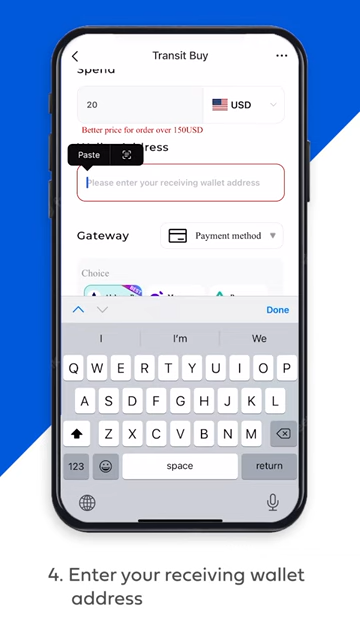 Transit Buy
Spend
20
USD
Better price for order over 150USD
Paste
Please enter your receiving wallet address
Gateway
Payment method
Choice
BEST
Done
I
I'm
We
Q W E R T Y U I O P
A S D F G H J K L
Z X C V B N M
123
space
return
4. Enter your receiving wallet
address